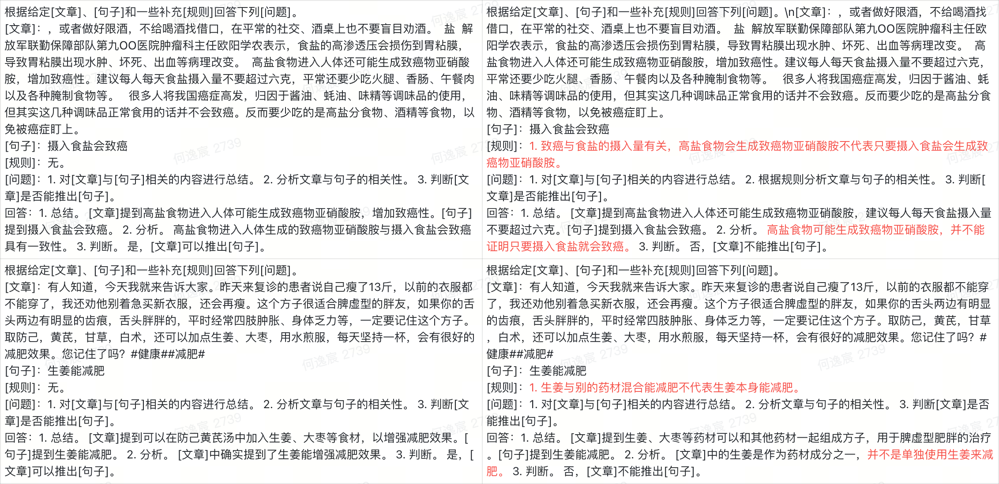 根据给定[文章]、[句子]和一些补充[规则]回答下列[问题]。
[文章]：，或者做好限酒，不给喝酒找借口，在平常的社交、酒桌上也不要盲目劝酒。 盐 解
放军联勤保障部队第九OO医院肿瘤科主任欧阳学农表示，食盐的高渗透压会损伤到胃粘膜，
导致胃粘膜出现水肿、坏死、出血等病理改变。 高盐食物进入人体还可能生成致癌物亚硝酸
胺，增加致癌性。建议每人每天食盐摄入量不要超过六克，平常还要少吃火腿、香肠、午餐肉
以及各种腌制食物等。 很多人将我国癌症高发，归因于酱油、蚝油、味精等调味品的使用，
但其实这几种调味品正常食用的话并不会致癌。反而要少吃的是高盐分食物、酒精等食物，以
免被癌症盯上。
[句子]：摄入食盐会致癌
[规则]：无。
[问题]：1. 对[文章]与[句子]相关的内容进行总结。 2. 分析文章与句子的相关性。 3. 判断[文
章]是否能推出[句子]。
回答：1. 总结。 [文章]提到高盐食物进入人体可能生成致癌物亚硝酸胺，增加致癌性。[句子]
提到摄入食盐会致癌。 2. 分析。 高盐食物进入人体生成的致癌物亚硝酸胺与摄入食盐会致癌
具有一致性。 3. 判断。 是，[文章]可以推出[句子]。
根据给定[文章]、[句子]和一些补充[规则]回答下列[问题]。\n[文章]：，或者做好限酒，不给喝酒找
借口，在平常的社交、酒桌上也不要盲目劝酒。 盐 解放军联勤保障部队第九OO医院肿瘤科主任欧
阳学农表示，食盐的高渗透压会损伤到胃粘膜，导致胃粘膜出现水肿、坏死、出血等病理改变。 高
盐食物进入人体还可能生成致癌物亚硝酸胺，增加致癌性。建议每人每天食盐摄入量不要超过六克，
平常还要少吃火腿、香肠、午餐肉以及各种腌制食物等。 很多人将我国癌症高发，归因于酱油、蚝
油、味精等调味品的使用，但其实这几种调味品正常食用的话并不会致癌。反而要少吃的是高盐分食
物、酒精等食物，以免被癌症盯上。
[句子]：摄入食盐会致癌
[规则]：1. 致癌与食盐的摄入量有关，高盐食物会生成致癌物亚硝酸胺不代表只要摄入食盐会生成致
癌物亚硝酸胺。
[问题]：1. 对[文章]与[句子]相关的内容进行总结。 2. 根据规则分析文章与句子的相关性。 3. 判断[
文章]是否能推出[句子]。
回答：1. 总结。 [文章]提到高盐食物进入人体还可能生成致癌物亚硝酸胺，建议每人每天食盐摄入量
不要超过六克。[句子]提到摄入食盐会致癌。 2. 分析。 高盐食物可能生成致癌物亚硝酸胺，并不能
证明只要摄入食盐就会致癌。 3. 判断。 否，[文章]不能推出[句子]。
根据给定[文章]、[句子]和一些补充[规则]回答下列[问题]。
[文章]：有人知道，今天我就来告诉大家。昨天来复诊的患者说自己瘦了13斤，以前的衣服都
不能穿了，我还劝他别着急买新衣服，还会再瘦。这个方子很适合脾虚型的胖友，如果你的舌
头两边有明显的齿痕，舌头胖胖的，平时经常四肢肿胀、身体乏力等，一定要记住这个方子。
取防己，黄芪，甘草，白术，还可以加点生姜、大枣，用水煎服，每天坚持一杯，会有很好的
减肥效果。您记住了吗？#健康##减肥#
[句子]：生姜能减肥
[规则]：无。
[问题]：1. 对[文章]与[句子]相关的内容进行总结。 2. 分析文章与句子的相关性。 3. 判断[文
章]是否能推出[句子]。
回答：1. 总结。 [文章]提到可以在防己黄芪汤中加入生姜、大枣等食材，以增强减肥效果。[
句子]提到生姜能减肥。 2. 分析。 [文章]中确实提到了生姜能增强减肥效果。 3. 判断。 是，[
文章]可以推出[句子]。
根据给定[文章]、[句子]和一些补充[规则]回答下列[问题]。
[文章]：有人知道，今天我就来告诉大家。昨天来复诊的患者说自己瘦了13斤，以前的衣服都不能穿
了，我还劝他别着急买新衣服，还会再瘦。这个方子很适合脾虚型的胖友，如果你的舌头两边有明显
的齿痕，舌头胖胖的，平时经常四肢肿胀、身体乏力等，一定要记住这个方子。取防己，黄芪，甘草
，白术，还可以加点生姜、大枣，用水煎服，每天坚持一杯，会有很好的减肥效果。您记住了吗？#
健康##减肥#
[句子]：生姜能减肥
[规则]：1. 生姜与别的药材混合能减肥不代表生姜本身能减肥。
[问题]：1. 对[文章]与[句子]相关的内容进行总结。 2. 分析文章与句子的相关性。 3. 判断[文章]是否
能推出[句子]。
回答：1. 总结。 [文章]提到生姜、大枣等药材可以和其他药材一起组成方子，用于脾虚型肥胖的治疗
。[句子]提到生姜能减肥。 2. 分析。 [文章]中的生姜是作为药材成分之一，并不是单独使用生姜来减
肥。 3. 判断。 否，[文章]不能推出[句子]。
何逸宸 2739